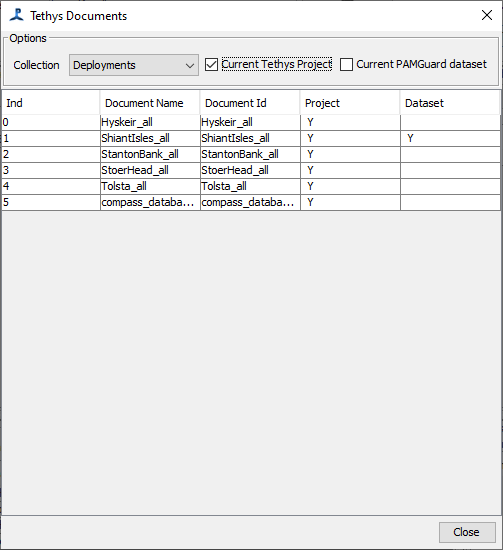 Tethys Documents
Options
Collection Deployments Current Tethys Project Current PAMGuard dataset
Ind Document Name Document Id Project Dataset
0 Hyskeir_all Hyskeir_all Y
1 ShiantIsles_all ShiantIsles_all Y Y
2 StantonBank_all StantonBank_all Y
3 StoerHead_all StoerHead_all Y
4 Tolsta_all Tolsta_all Y
5 compass_databa... compass_databa... Y
Close